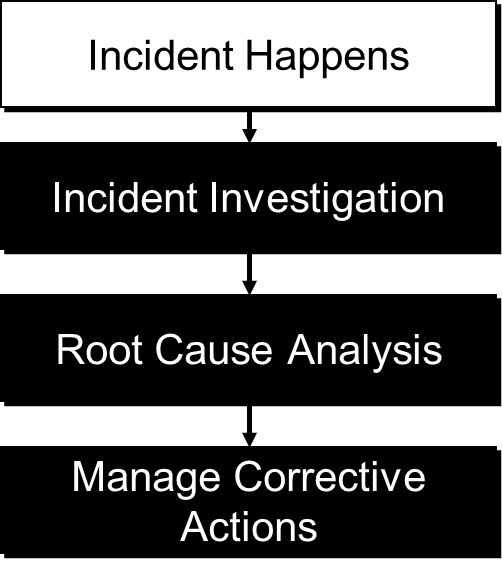 Incident Happens
Incident Investigation
Root Cause Analysis
Manage Corrective
Actions